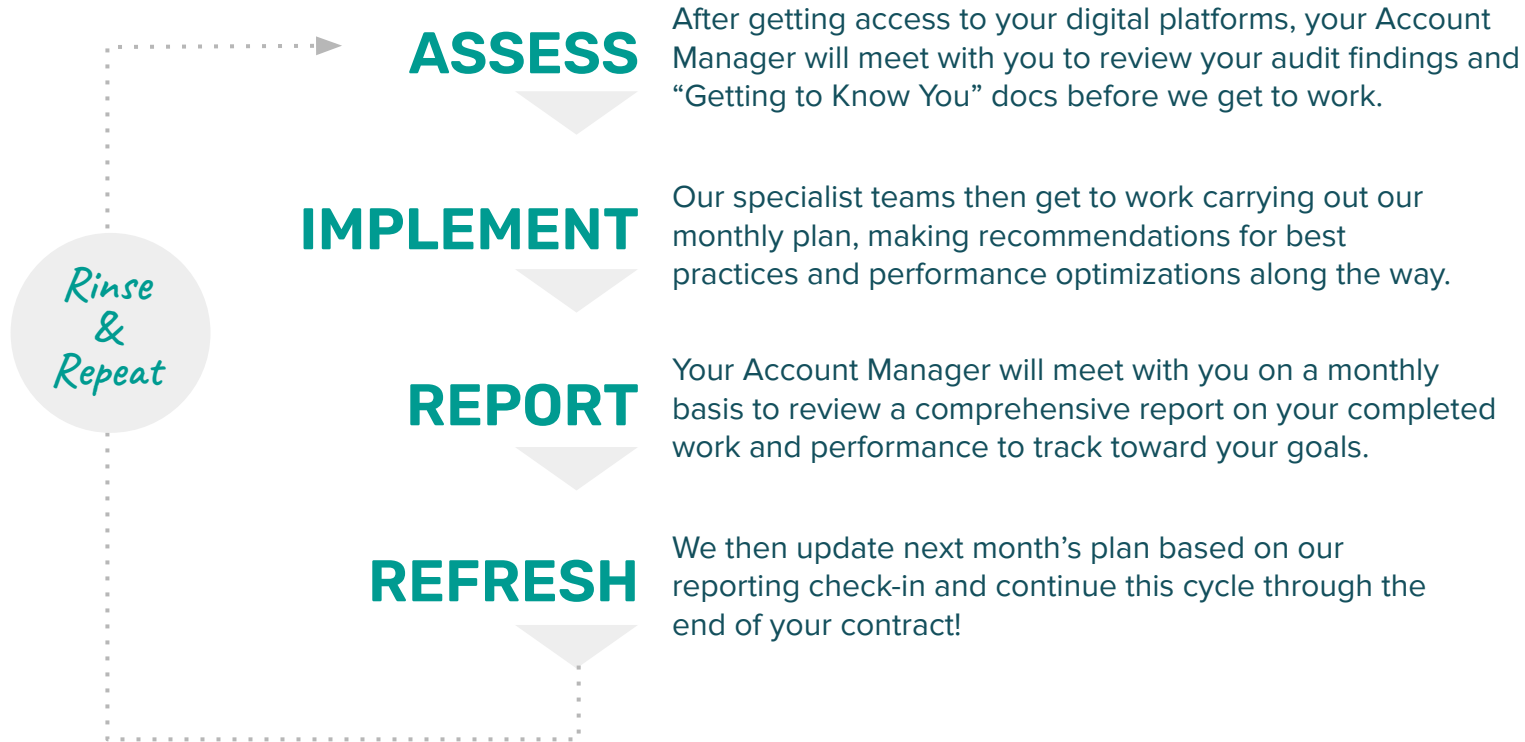 ASSESS
After getting access to your digital platforms, your Account
Manager will meet with you to review your audit findings and
“Getting to Know You” docs before we get to work.
IMPLEMENT
Our specialist teams then get to work carrying out our
monthly plan, making recommendations for best
practices and performance optimizations along the way.
Rinse
&
Repeat
REPORT
Your Account Manager will meet with you on a monthly
basis to review a comprehensive report on your completed
work and performance to track toward your goals.
REFRESH
We then update next month’s plan based on our
reporting check-in and continue this cycle through the
end of your contract!